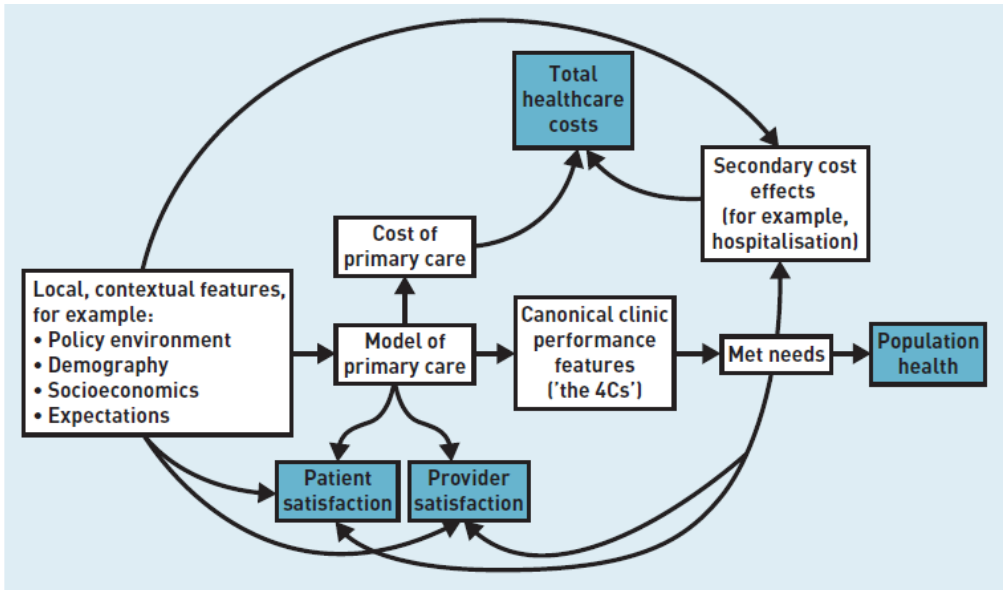 Total
healthcare
costs
Secondary cost
effects
(for example,
hospitalisation)
Cost of
primary care
Local, contextual features,
for example:
• Policy environment
• Demography
• Socioeconomics
• Expectations
Model of
primary care
Canonical clinic
performance
features
('the 4Cs')
Met needs
Population
health
Patient
satisfaction
Provider
satisfaction